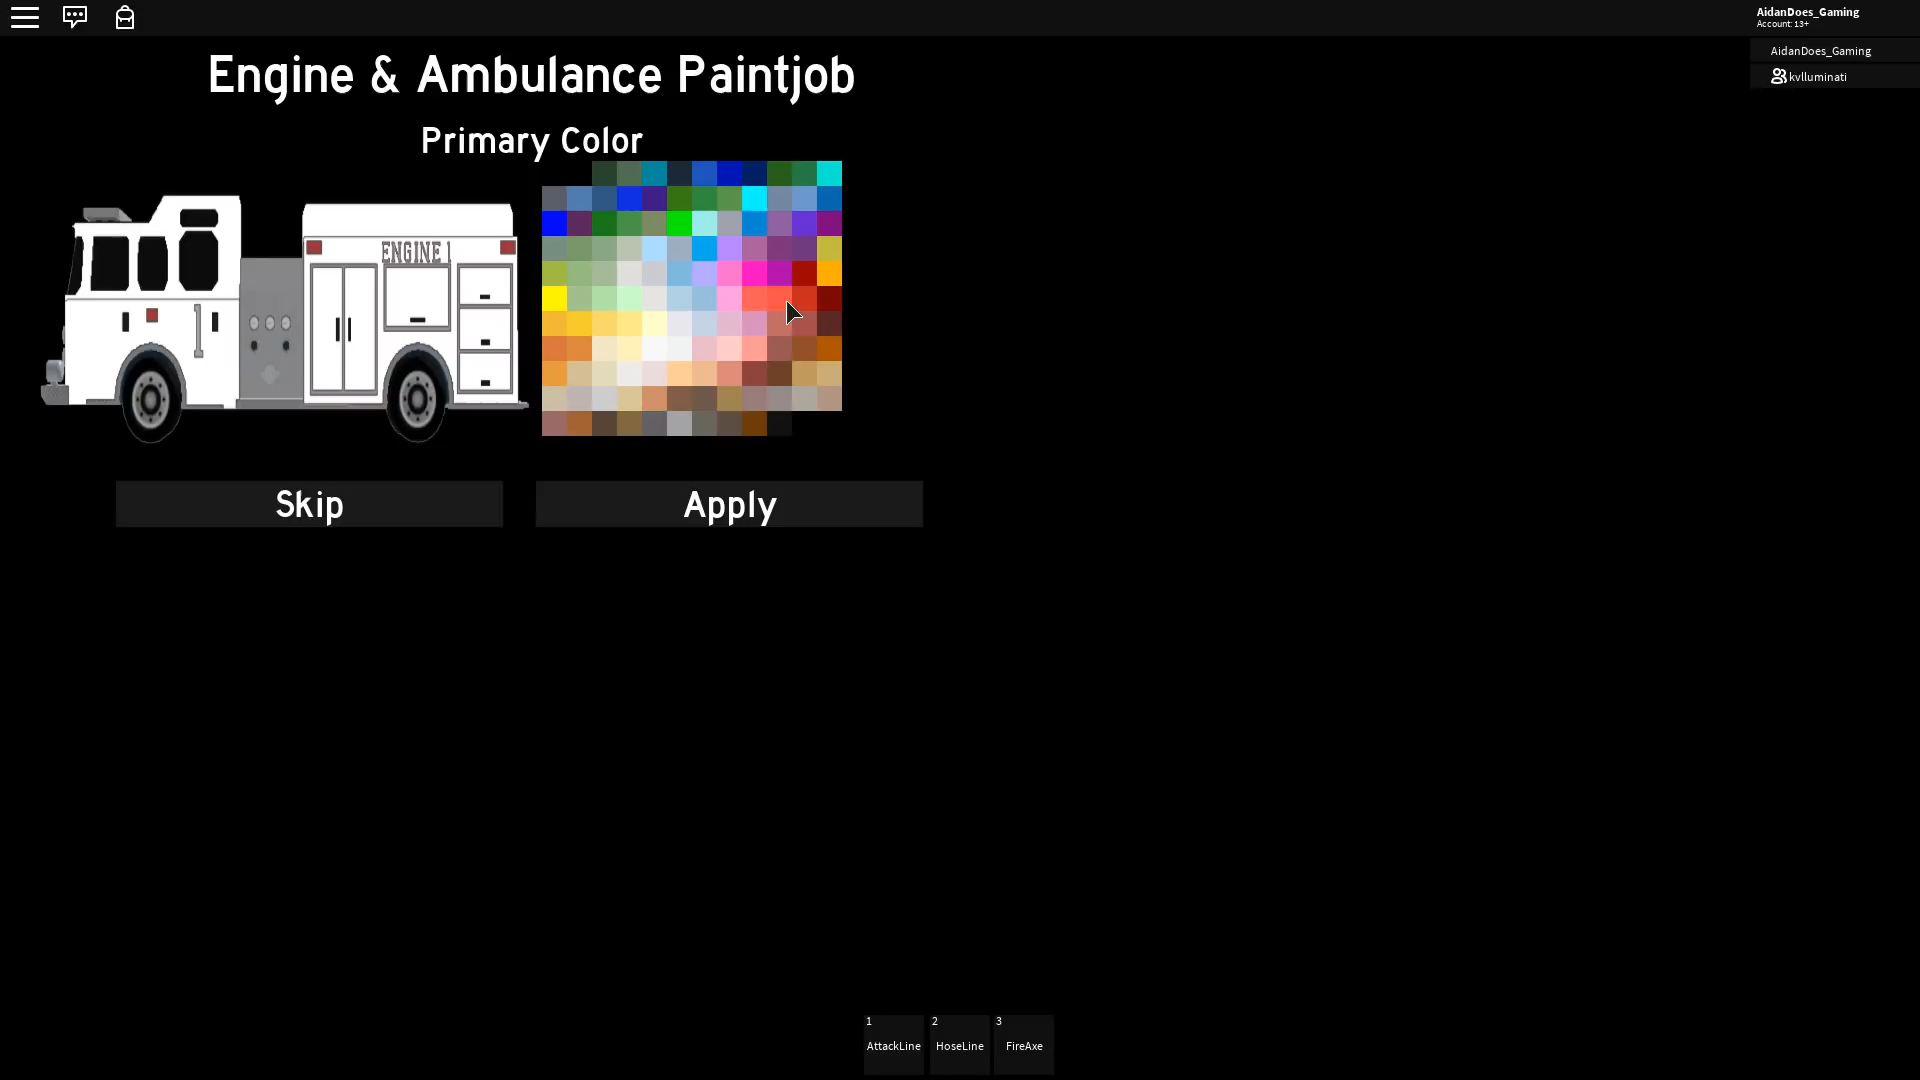 AidanDoes_Gaming
Account: 13+
AidanDoes_Gaming
kvlluminati
Engine & Ambulance Paintjob
Primary Color
ENGINE 1
1
Skip
Apply
1
AttackLine
2
HoseLine
3
FireAxe